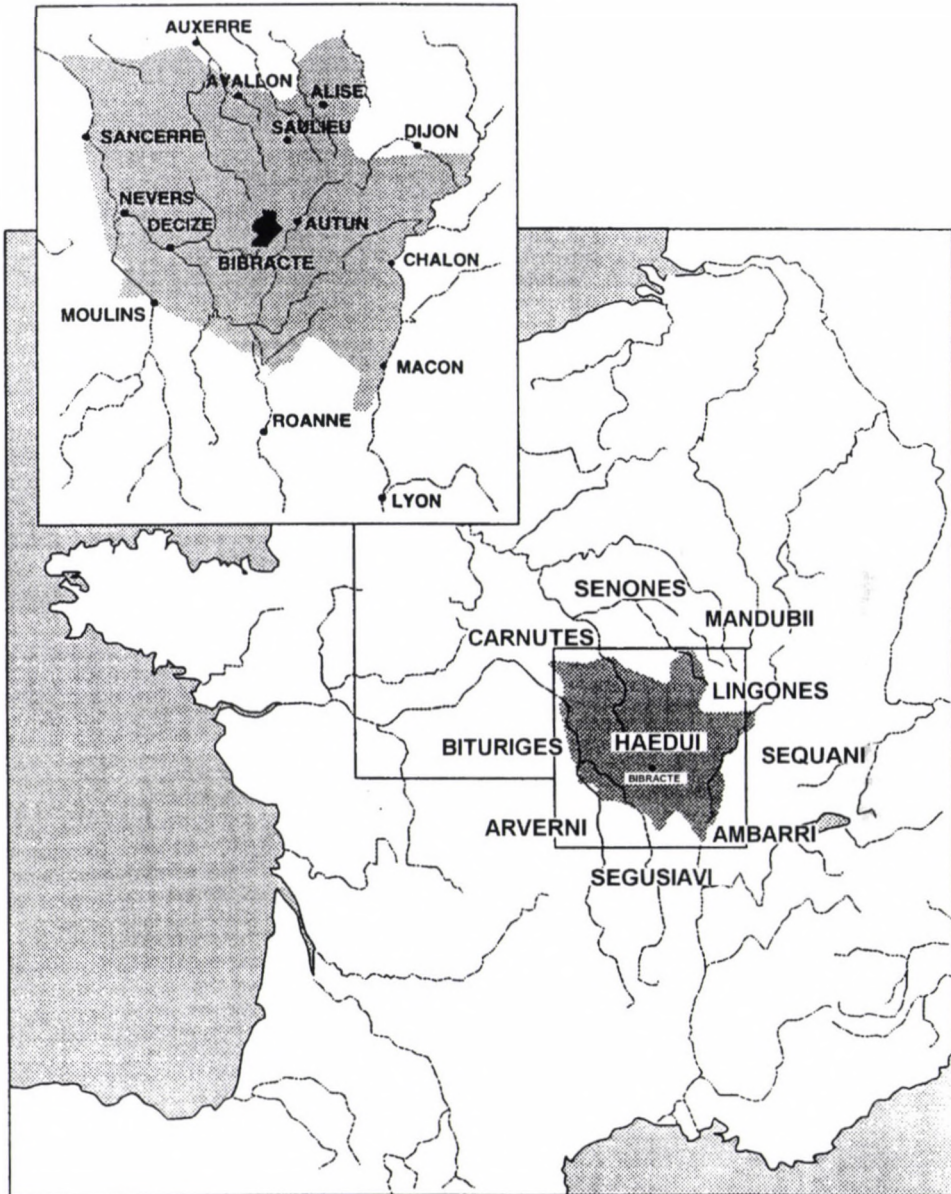 AUXERRE
AVALLON
ALISE
SAULIEU
DIJON
SANCERRE
NEVERS
DECIZE
AUTUN
BIBRACTE
CHALON
MOULINS
MACON
ROANNE
LYON
SENONES
MANDUBII
CARNUTES
LINGONES
BITURIGES
HAEDUI
SEQUANI
BIBRACTE
ARVERNI
AMBARRI
SEGUSIAVI